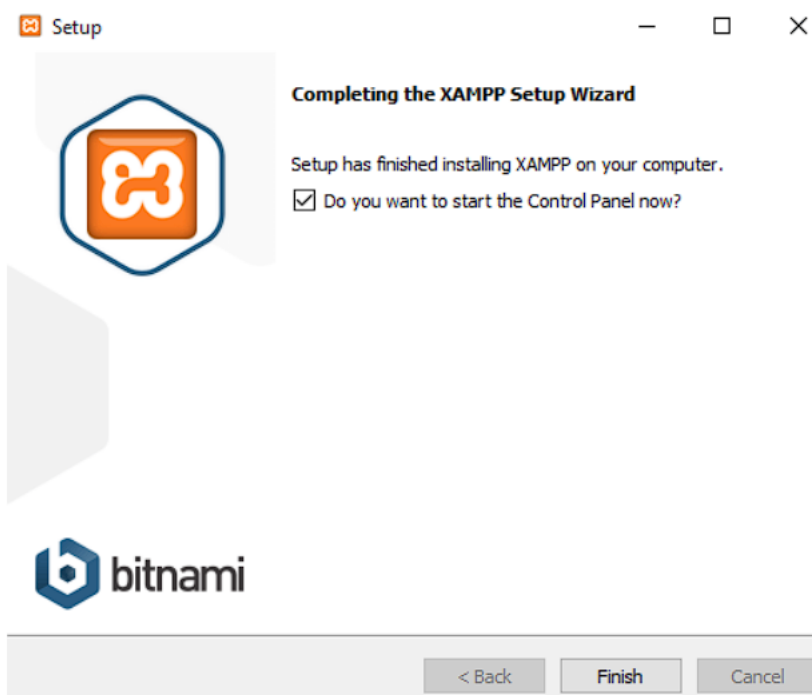 Setup
Completing the XAMPP Setup Wizard
Setup has finished installing XAMPP on your computer.
Do you want to start the Control Panel now?
bitnami
< Back
Finish
Cancel